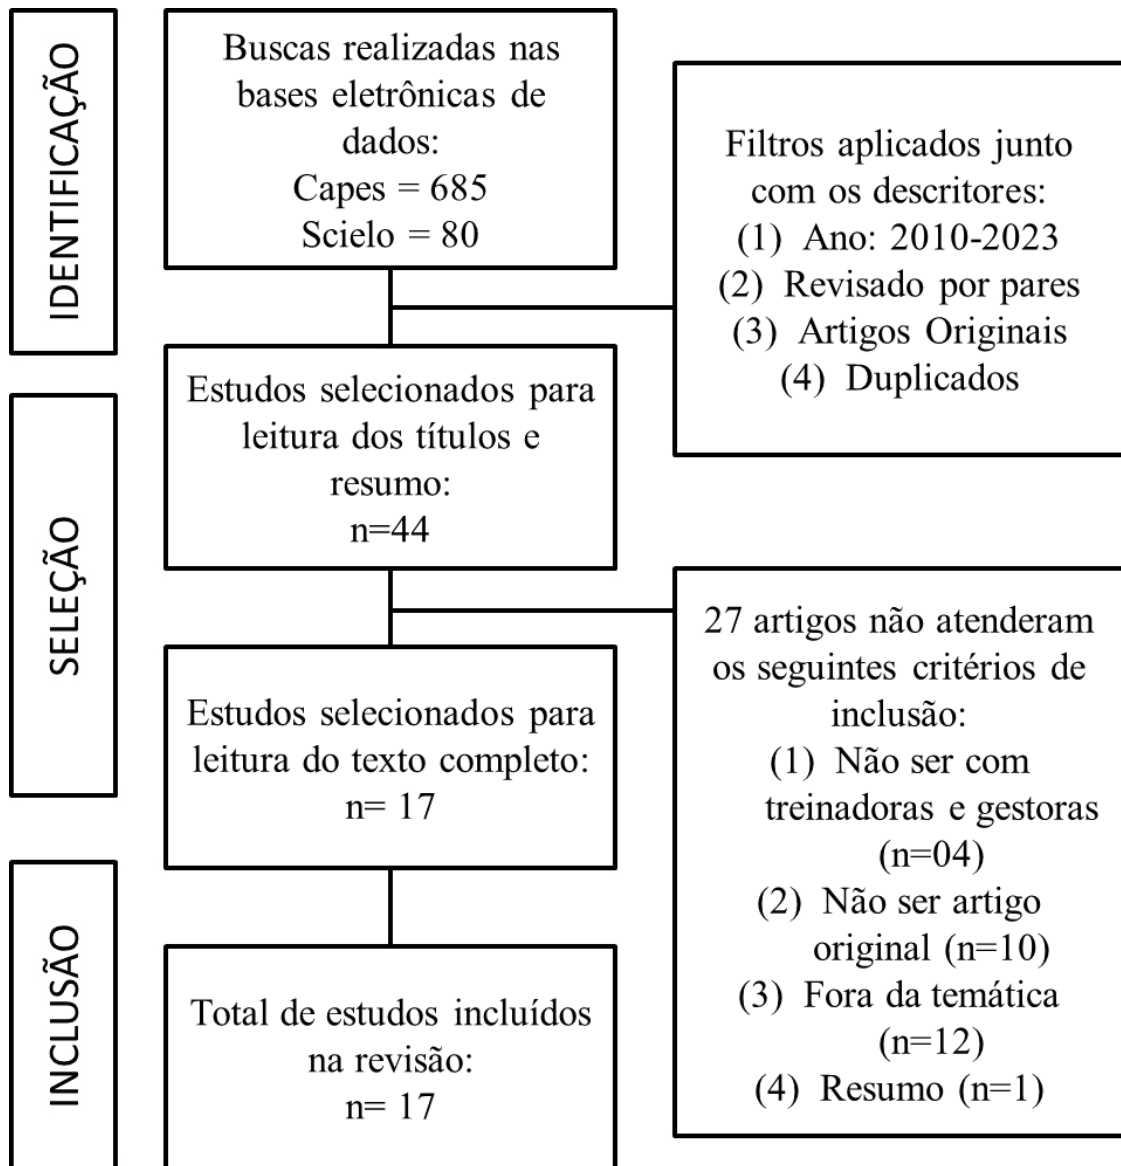 IDENTIFICAÇÃO
Buscas realizadas nas
bases eletrônicas de
dados:
Capes = 685
Scielo = 80
Filtros aplicados junto
com os descritores:
(1) Ano: 2010-2023
(2) Revisado por pares
(3) Artigos Originais
(4) Duplicados
SELEÇÃO
Estudos selecionados para
leitura dos títulos e
resumo:
n=44
27 artigos não atenderam
os seguintes critérios de
inclusão:
(1) Não ser com
treinadoras e gestoras
(n=04)
(2) Não ser artigo
original (n=10)
(3) Fora da temática
(n=12)
(4) Resumo (n=1)
Estudos selecionados para
leitura do texto completo:
n= 17
INCLUSÃO
Total de estudos incluídos
na revisão:
n= 17